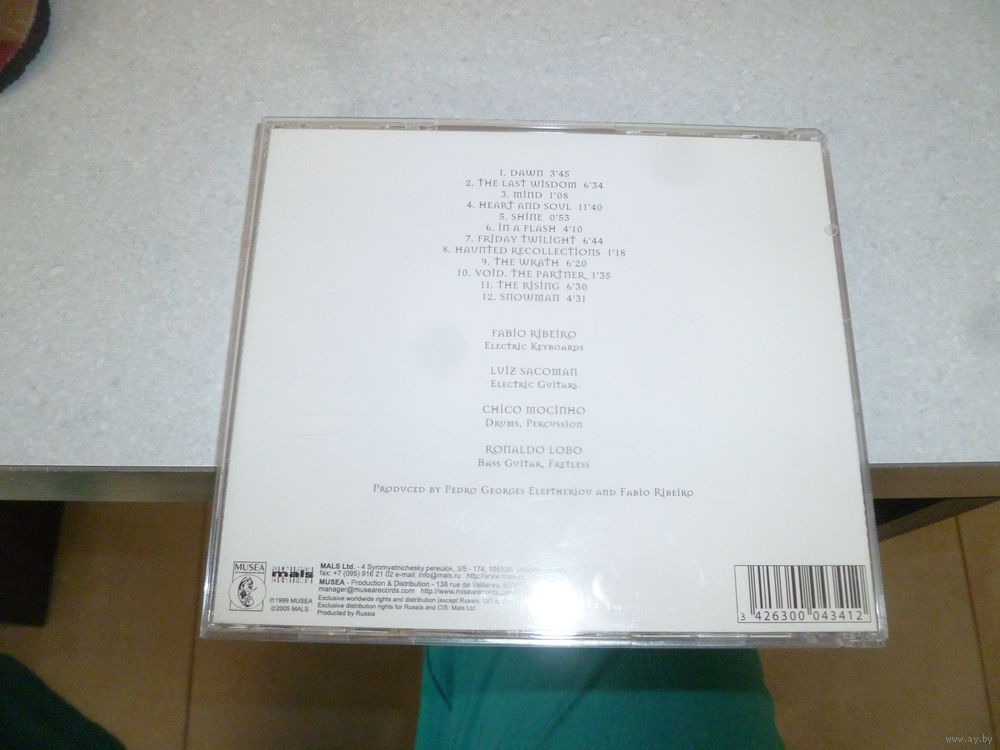 1. DAWN 3'45
2. THE LAST WISDOM 6'34
3. MIND 1'08
4. HEART AND SOUL 11'40
5. SHINE 0'53
6. IN A FLASH 4'10
7. FRIDAY TWILIGHT 6'44
8. HAUNTED RECOLLECTIONS 1'18
9. THE WRATH 6'20
10. VOID, THE PARTNER 1'35
11. THE RISING 6'30
12. SNOWMAN 4'31
FABIO RIBEIRO
ELECTRIC KEYBOARDS
LUIZ SACOMAN
ELECTRIC GUITARS
CHICO MOCINHO
DRUMS, PERCUSSION
RONALDO LOBO
BASS GUITAR, FRETLESS
PRODUCED BY PEDRO GEORGES ELEFTHERIOU AND FABIO RIBEIRO
MUSEA
mals
℗1999 MUSEA
©2005 MALS
MALS Ltd. - 4 Syromyatnichesky pereulok, 3/5 - 174, 105120,
fax: +7 (095) 916 21 02 e-mail: info@mals.ru http://www.mals.ru
MUSEA - Production & Distribution - 138 rue de Vallieres,
manager@musearecords.com http://www.musearecords
Exclusive worldwide rights and distribution (except Russia, CIS
Exclusive distribution rights for Russia and CIS: Mals Ltd
Producted by Russia
3 426300 043412
www.ay.by